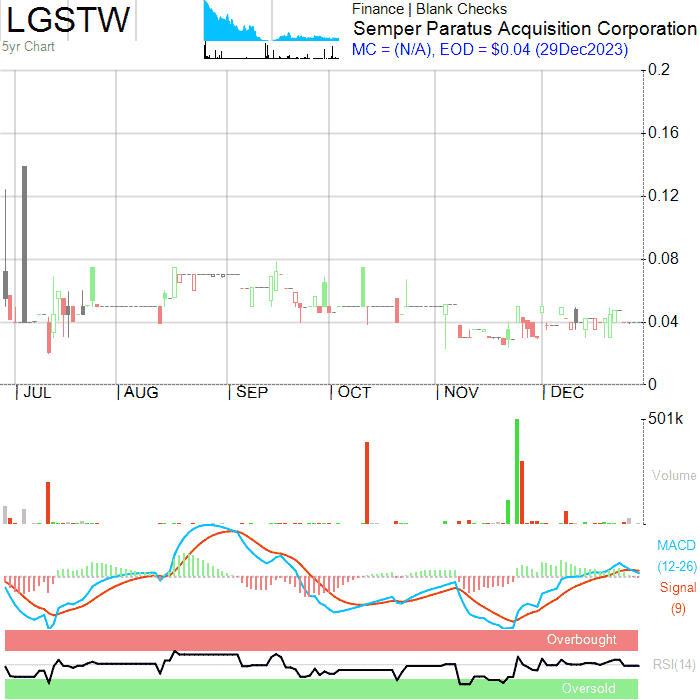 LGSTW
5yr Chart
Finance | Blank Checks
Semper Paratus Acquisition Corporation
MC = (N/A), EOD = $0.04 (29Dec2023)
0.2
0.16
0.12
0.08
0.04
0
JUL AUG SEP OCT NOV DEC
501k
Volume
MACD
(12-26)
Signal
(9)
Overbought
RSI(14)
Oversold